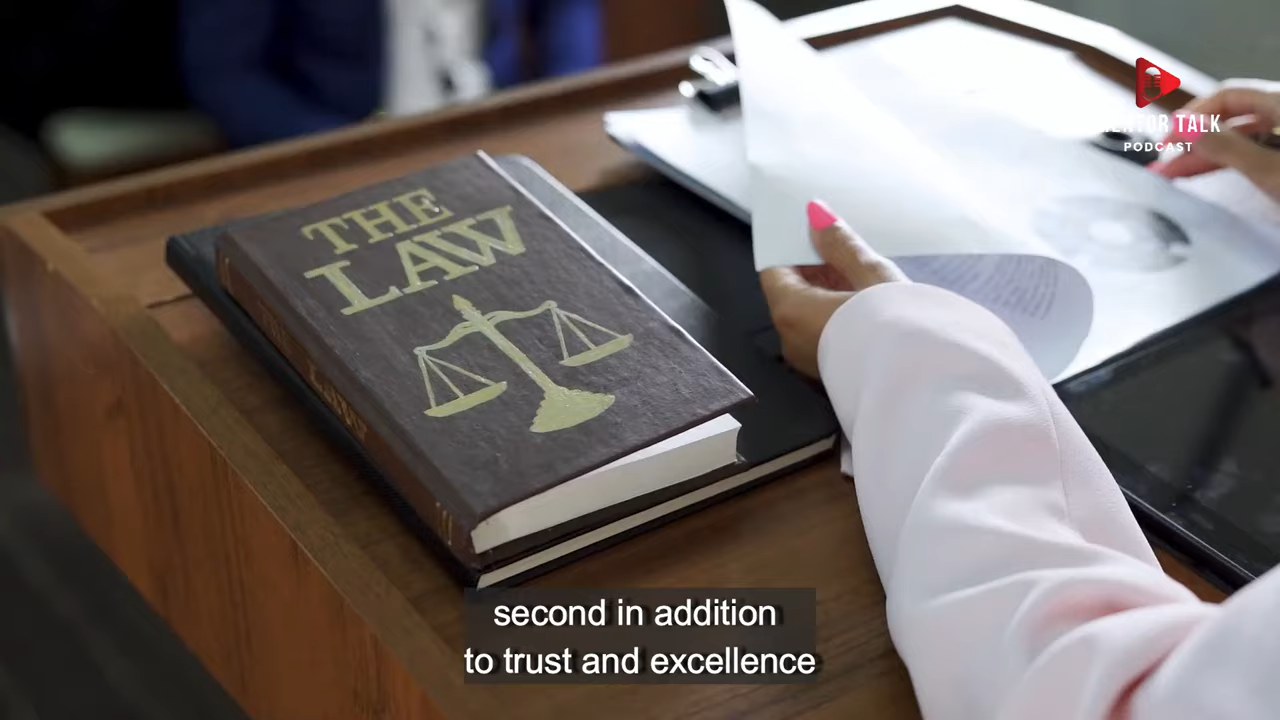 THE
LAW
TALK
PODCAST
second in addition
to trust and excellence